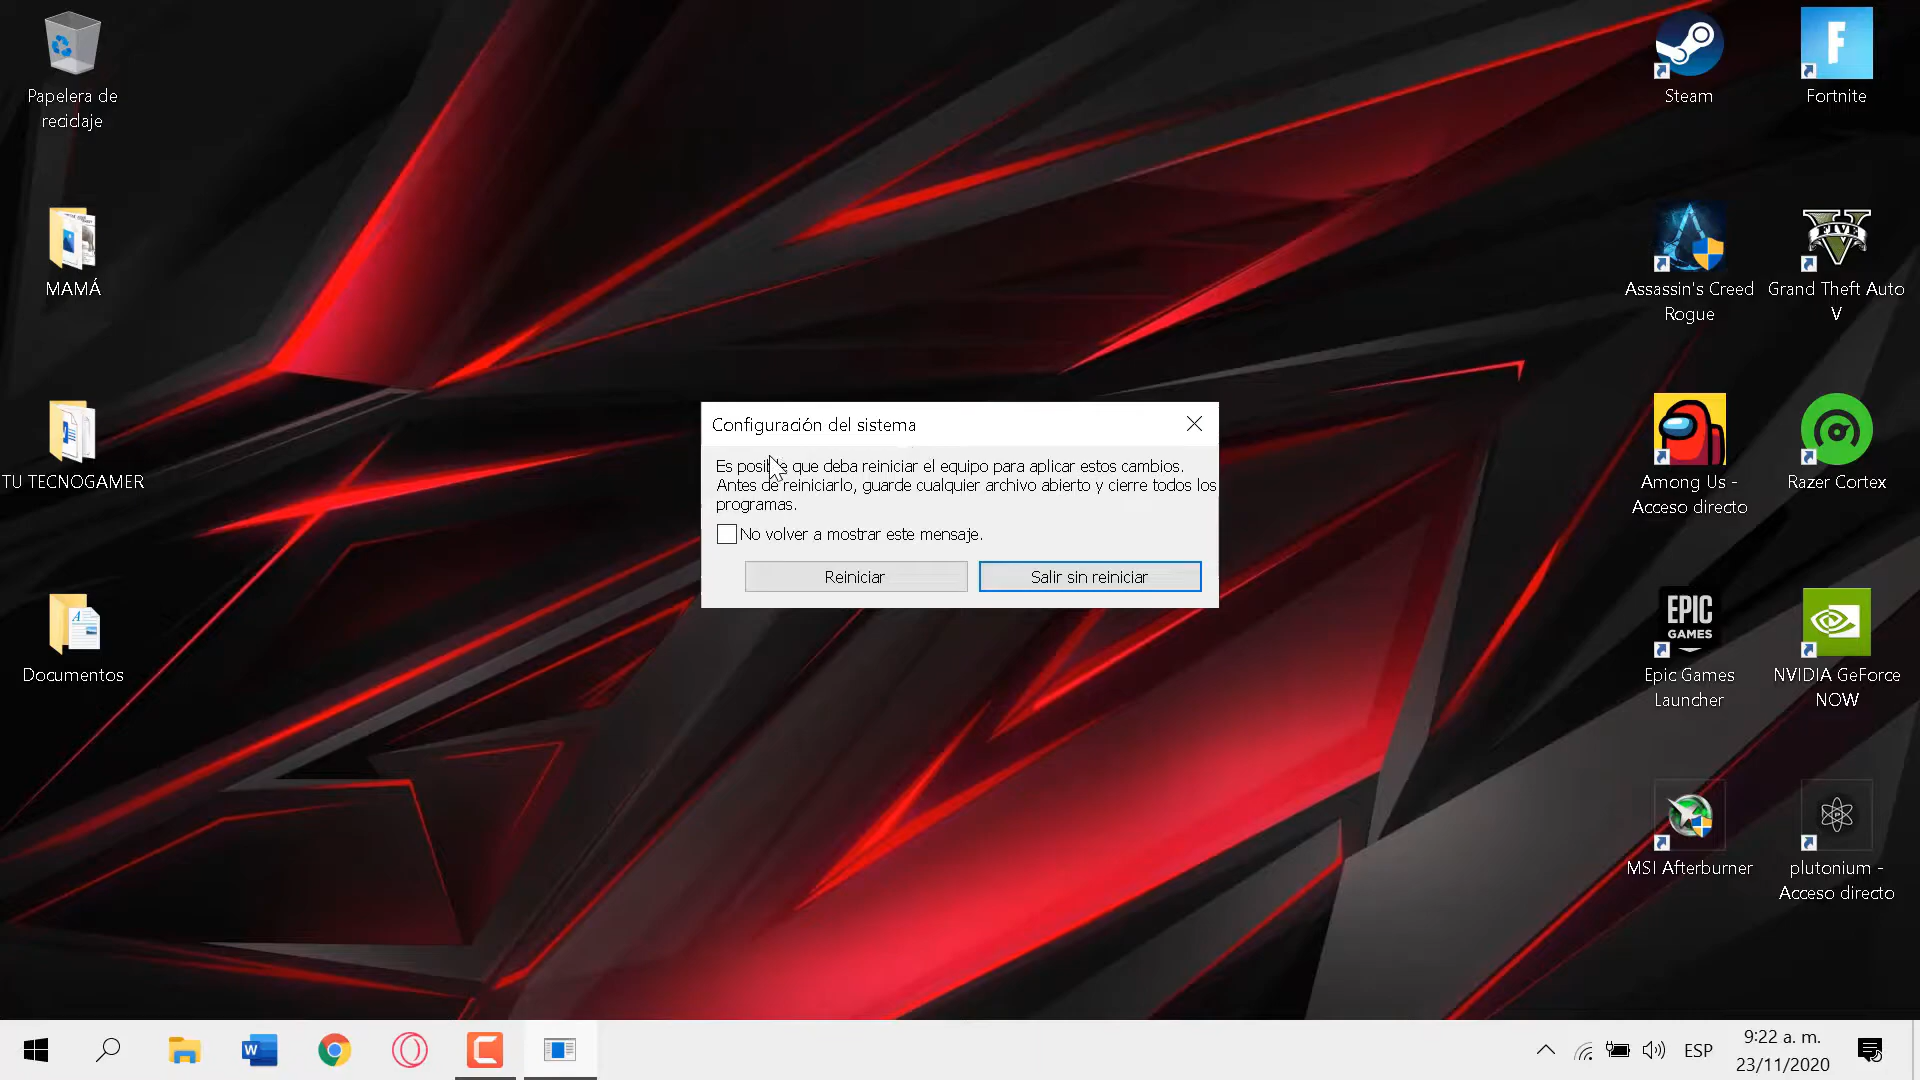 Papelera de
reciclaje
MAMÁ
TU TECNOGAMER
Documentos
Steam
Fortnite
Assassin's Creed
Rogue
FIVE
Grand Theft Auto
V
Among Us -
Acceso directo
Razer Cortex
EPIC
GAMES
Epic Games
Launcher
NVIDIA GeForce
NOW
MSI Afterburner
plutonium -
Acceso directo
Configuración del sistema
Es posible que deba reiniciar el equipo para aplicar estos cambios.
Antes de reiniciarlo, guarde cualquier archivo abierto y cierre todos los
programas.
No volver a mostrar este mensaje.
Reiniciar
Salir sin reiniciar
ESP
9:22 a. m.
23/11/2020